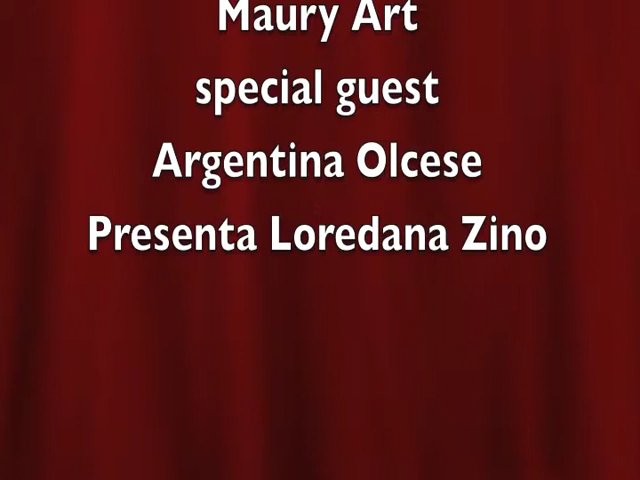 Maury Art
special guest
Argentina Olcese
Presenta Loredana Zino